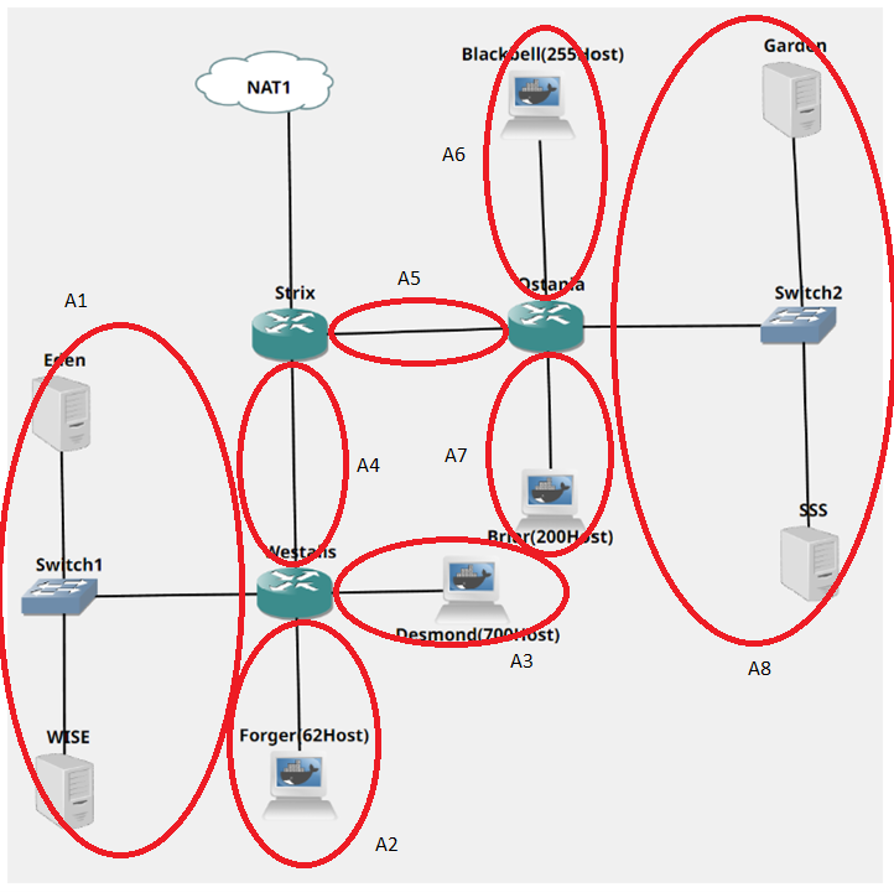 Blackbell(255Host)
Garden
NAT1
A6
A5
Strix
Ostania
Switch2
A1
Eden
A4
A7
SSS
Briar(200Host)
Westalis
Switch1
Desmond(700Host)
A3
A8
WISE
Forger(62Host)
A2